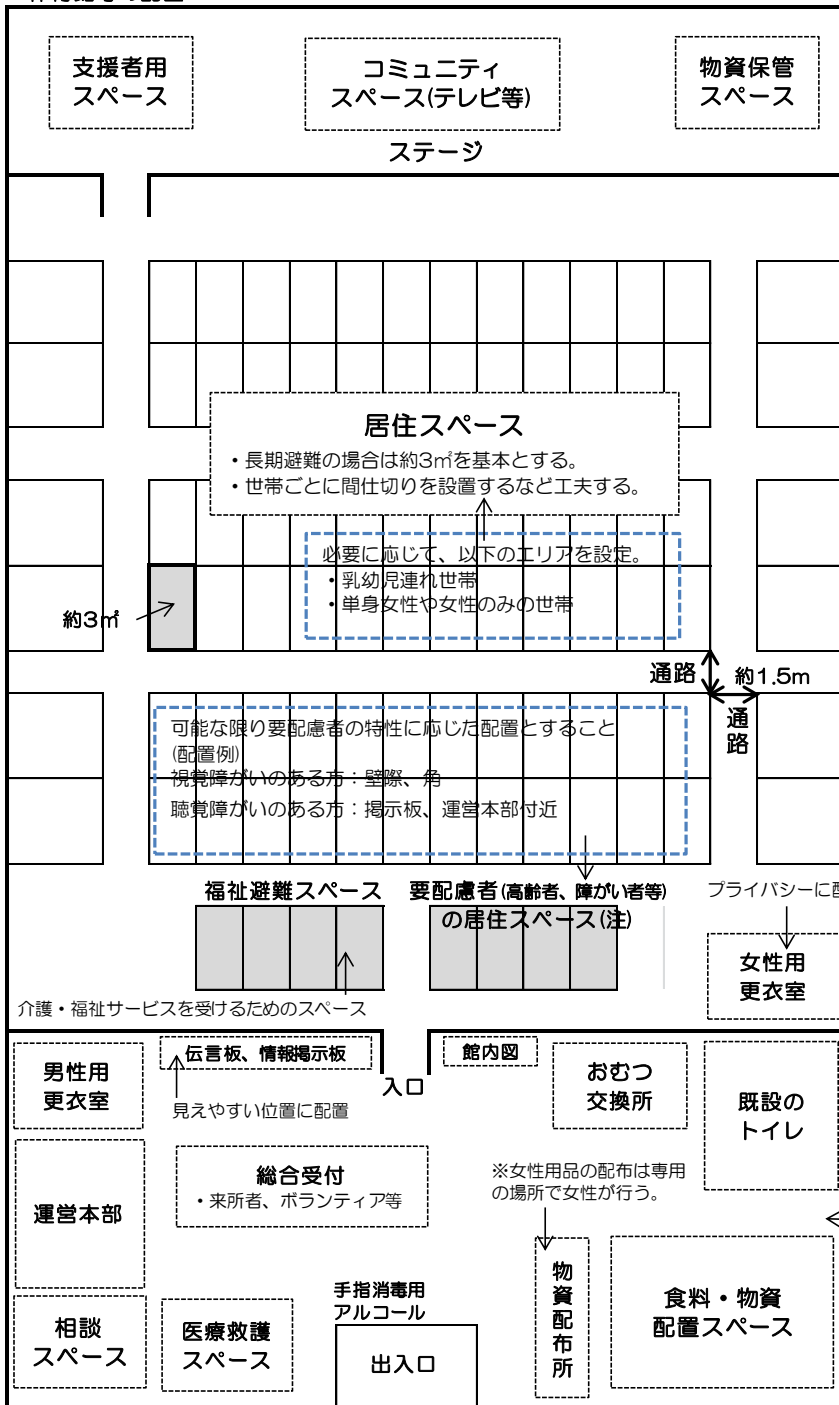 支援者用
スペース
コミュニティ
スペース(テレビ等)
物資保管
スペース
ステージ
居住スペース
・長期避難の場合は約3㎡を基本とする。
・世帯ごとに間仕切りを設置するなど工夫する。
必要に応じて、以下のエリアを設定。
・乳幼児連れ世帯
・単身女性や女性のみの世帯
約3㎡
通路
約1.5m
通路
可能な限り要配慮者の特性に応じた配置とすること
(配置例)
視覚障がいのある方：壁際、角
聴覚障がいのある方：掲示板、運営本部付近
福祉避難スペース
要配慮者(高齢者、障がい者等)
の居住スペース(注)
プライバシーに配
女性用
更衣室
介護・福祉サービスを受けるためのスペース
男性用
更衣室
伝言板、情報掲示板
見えやすい位置に配置
入口
館内図
おむつ
交換所
既設の
トイレ
運営本部
総合受付
・来所者、ボランティア等
※女性用品の配布は専用
の場所で女性が行う。
相談
スペース
医療救護
スペース
手指消毒用
アルコール
出入口
物資配布所
食料・物資
配置スペース